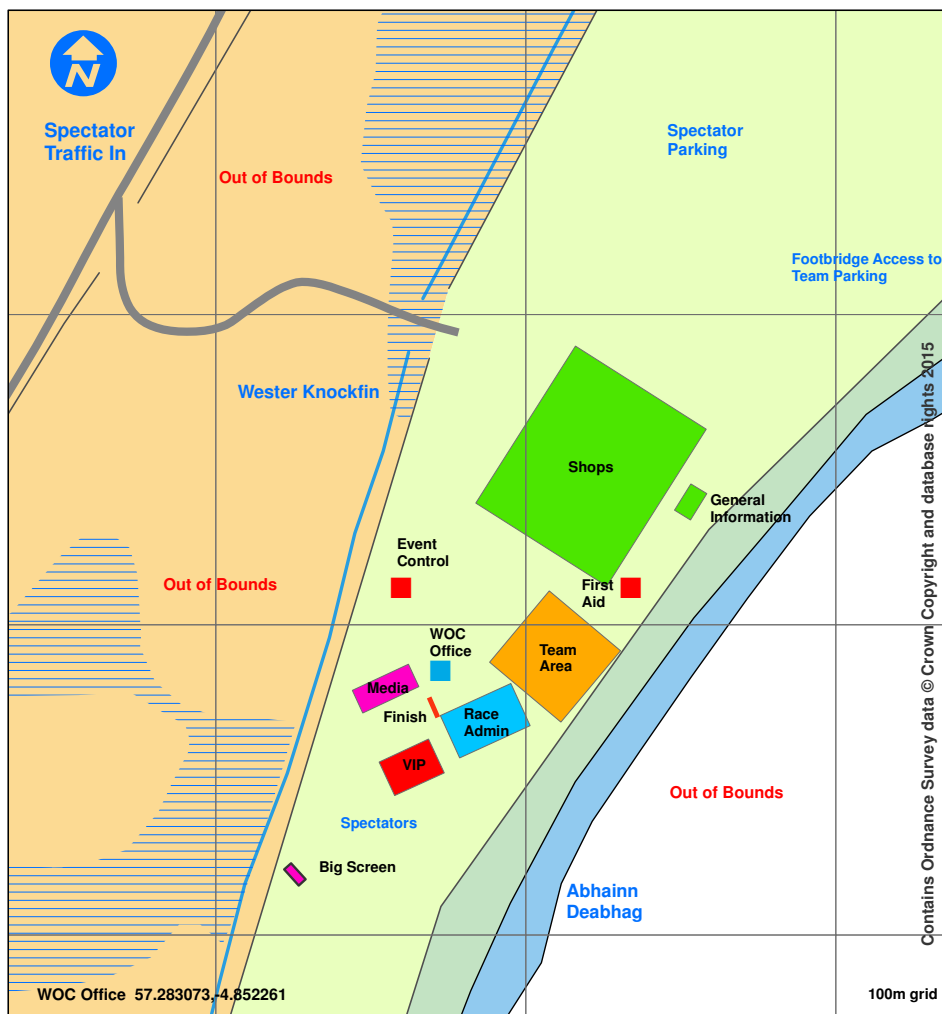 N
Spectator
Traffic In
Out of Bounds
Spectator
Parking
Footbridge Access to
Team Parking
Wester Knockfin
Shops
General
Information
Event
Control
Out of Bounds
First
Aid
WOC
Office
Team
Area
Media
Finish
Race
Admin
VIP
Out of Bounds
Spectators
Big Screen
Abhainn
Deabhag
Contains Ordnance Survey data © Crown Copyright and database rights 2015
WOC Office 57.283073,-4.852261
100m grid